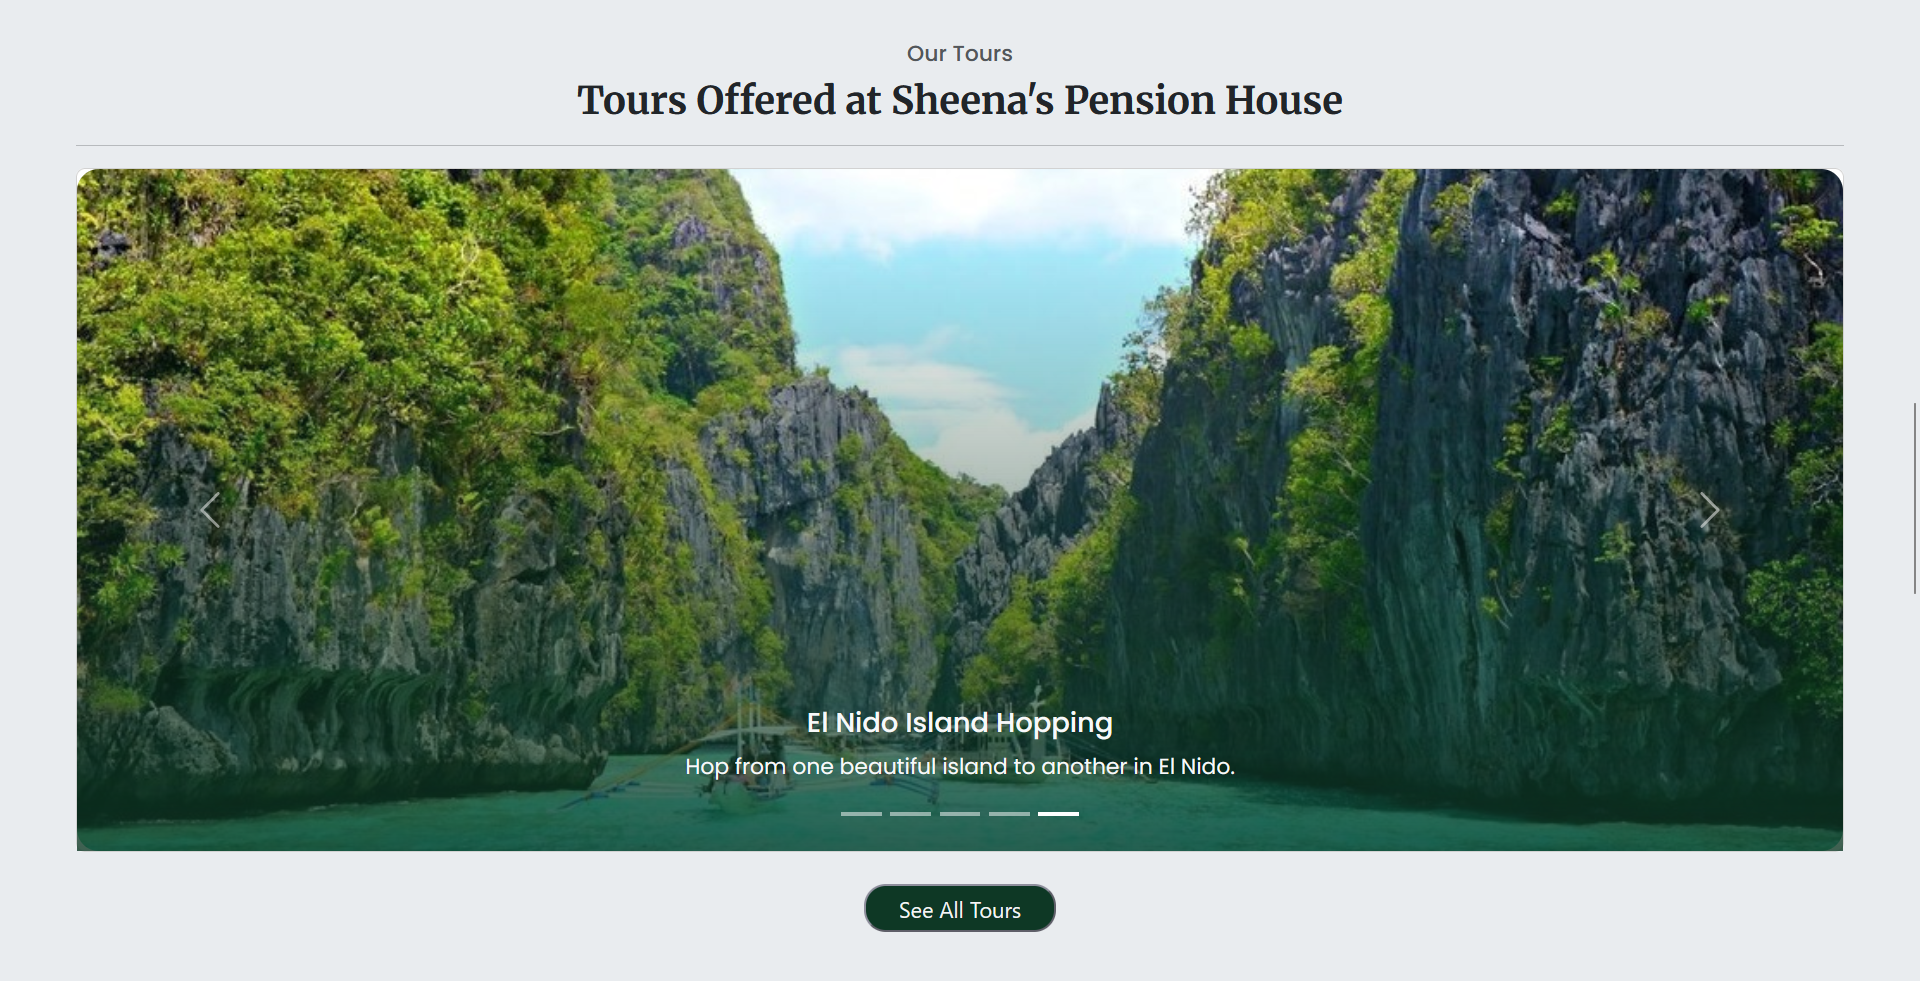 Our Tours
Tours Offered at Sheena's Pension House
El Nido Island Hopping
Hop from one beautiful island to another in El Nido.
See All Tours